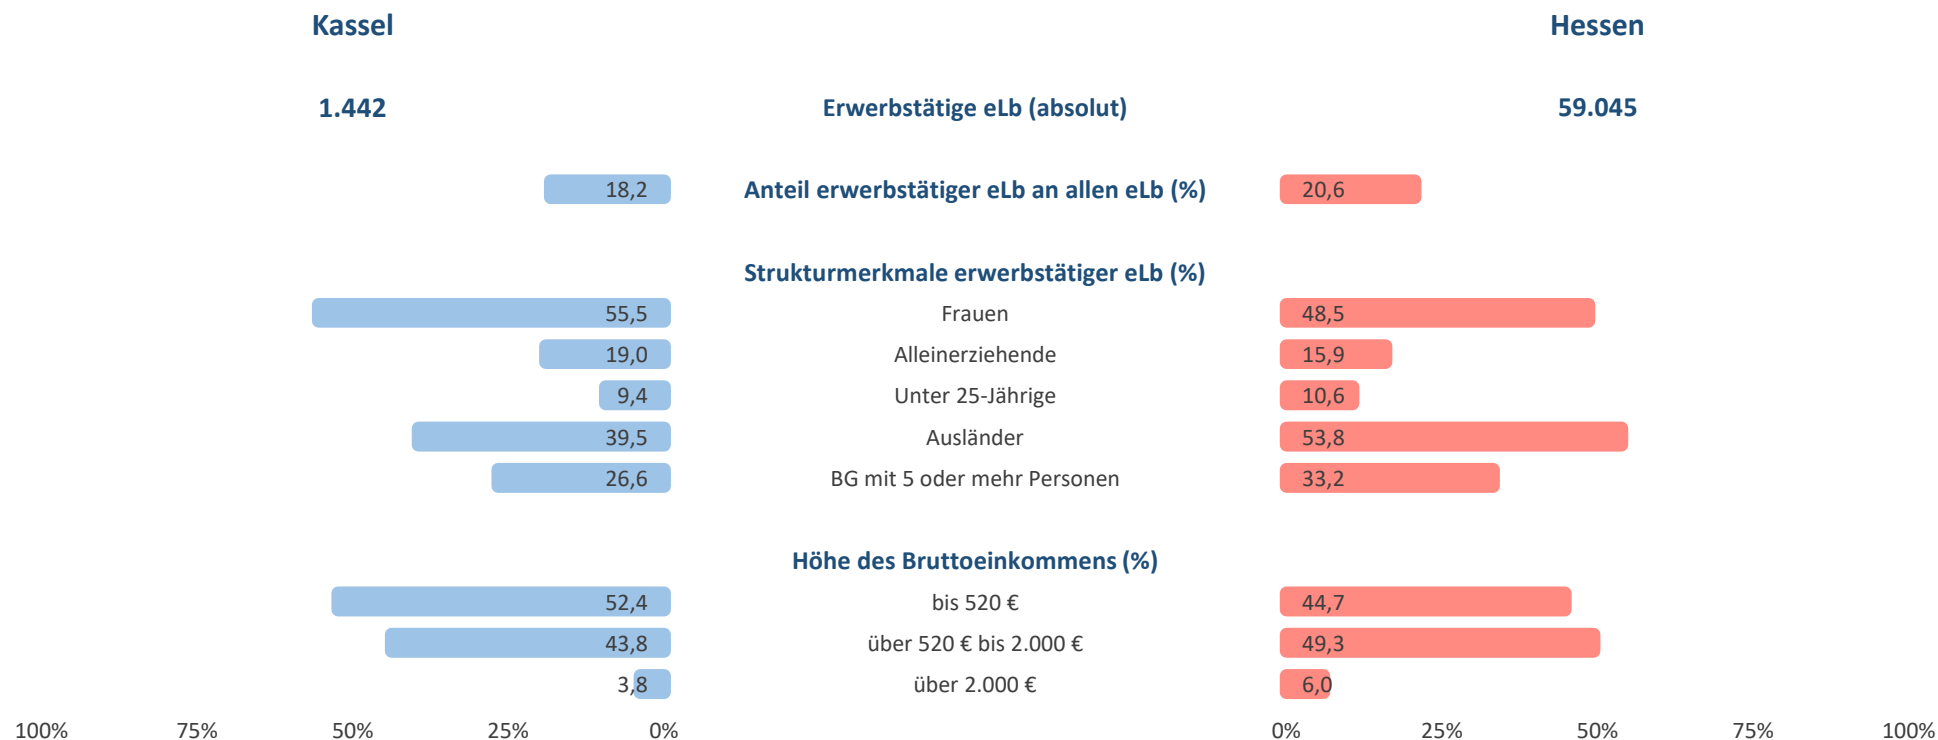 Kassel Hessen
1.442 Erwerbstätige eLb (absolut) 59.045
18,2 Anteil erwerbstätiger eLb an allen eLb (%) 20,6
Strukturmerkmale erwerbstätiger eLb (%)
55,5 Frauen 48,5
19,0 Alleinerziehende 15,9
9,4 Unter 25-Jährige 10,6
39,5 Ausländer 53,8
26,6 BG mit 5 oder mehr Personen 33,2
Höhe des Bruttoeinkommens (%)
52,4 bis 520 € 44,7
43,8 über 520 € bis 2.000 € 49,3
3,8 über 2.000 € 6,0
100% 75% 50% 25% 0% 0% 25% 50% 75% 100%